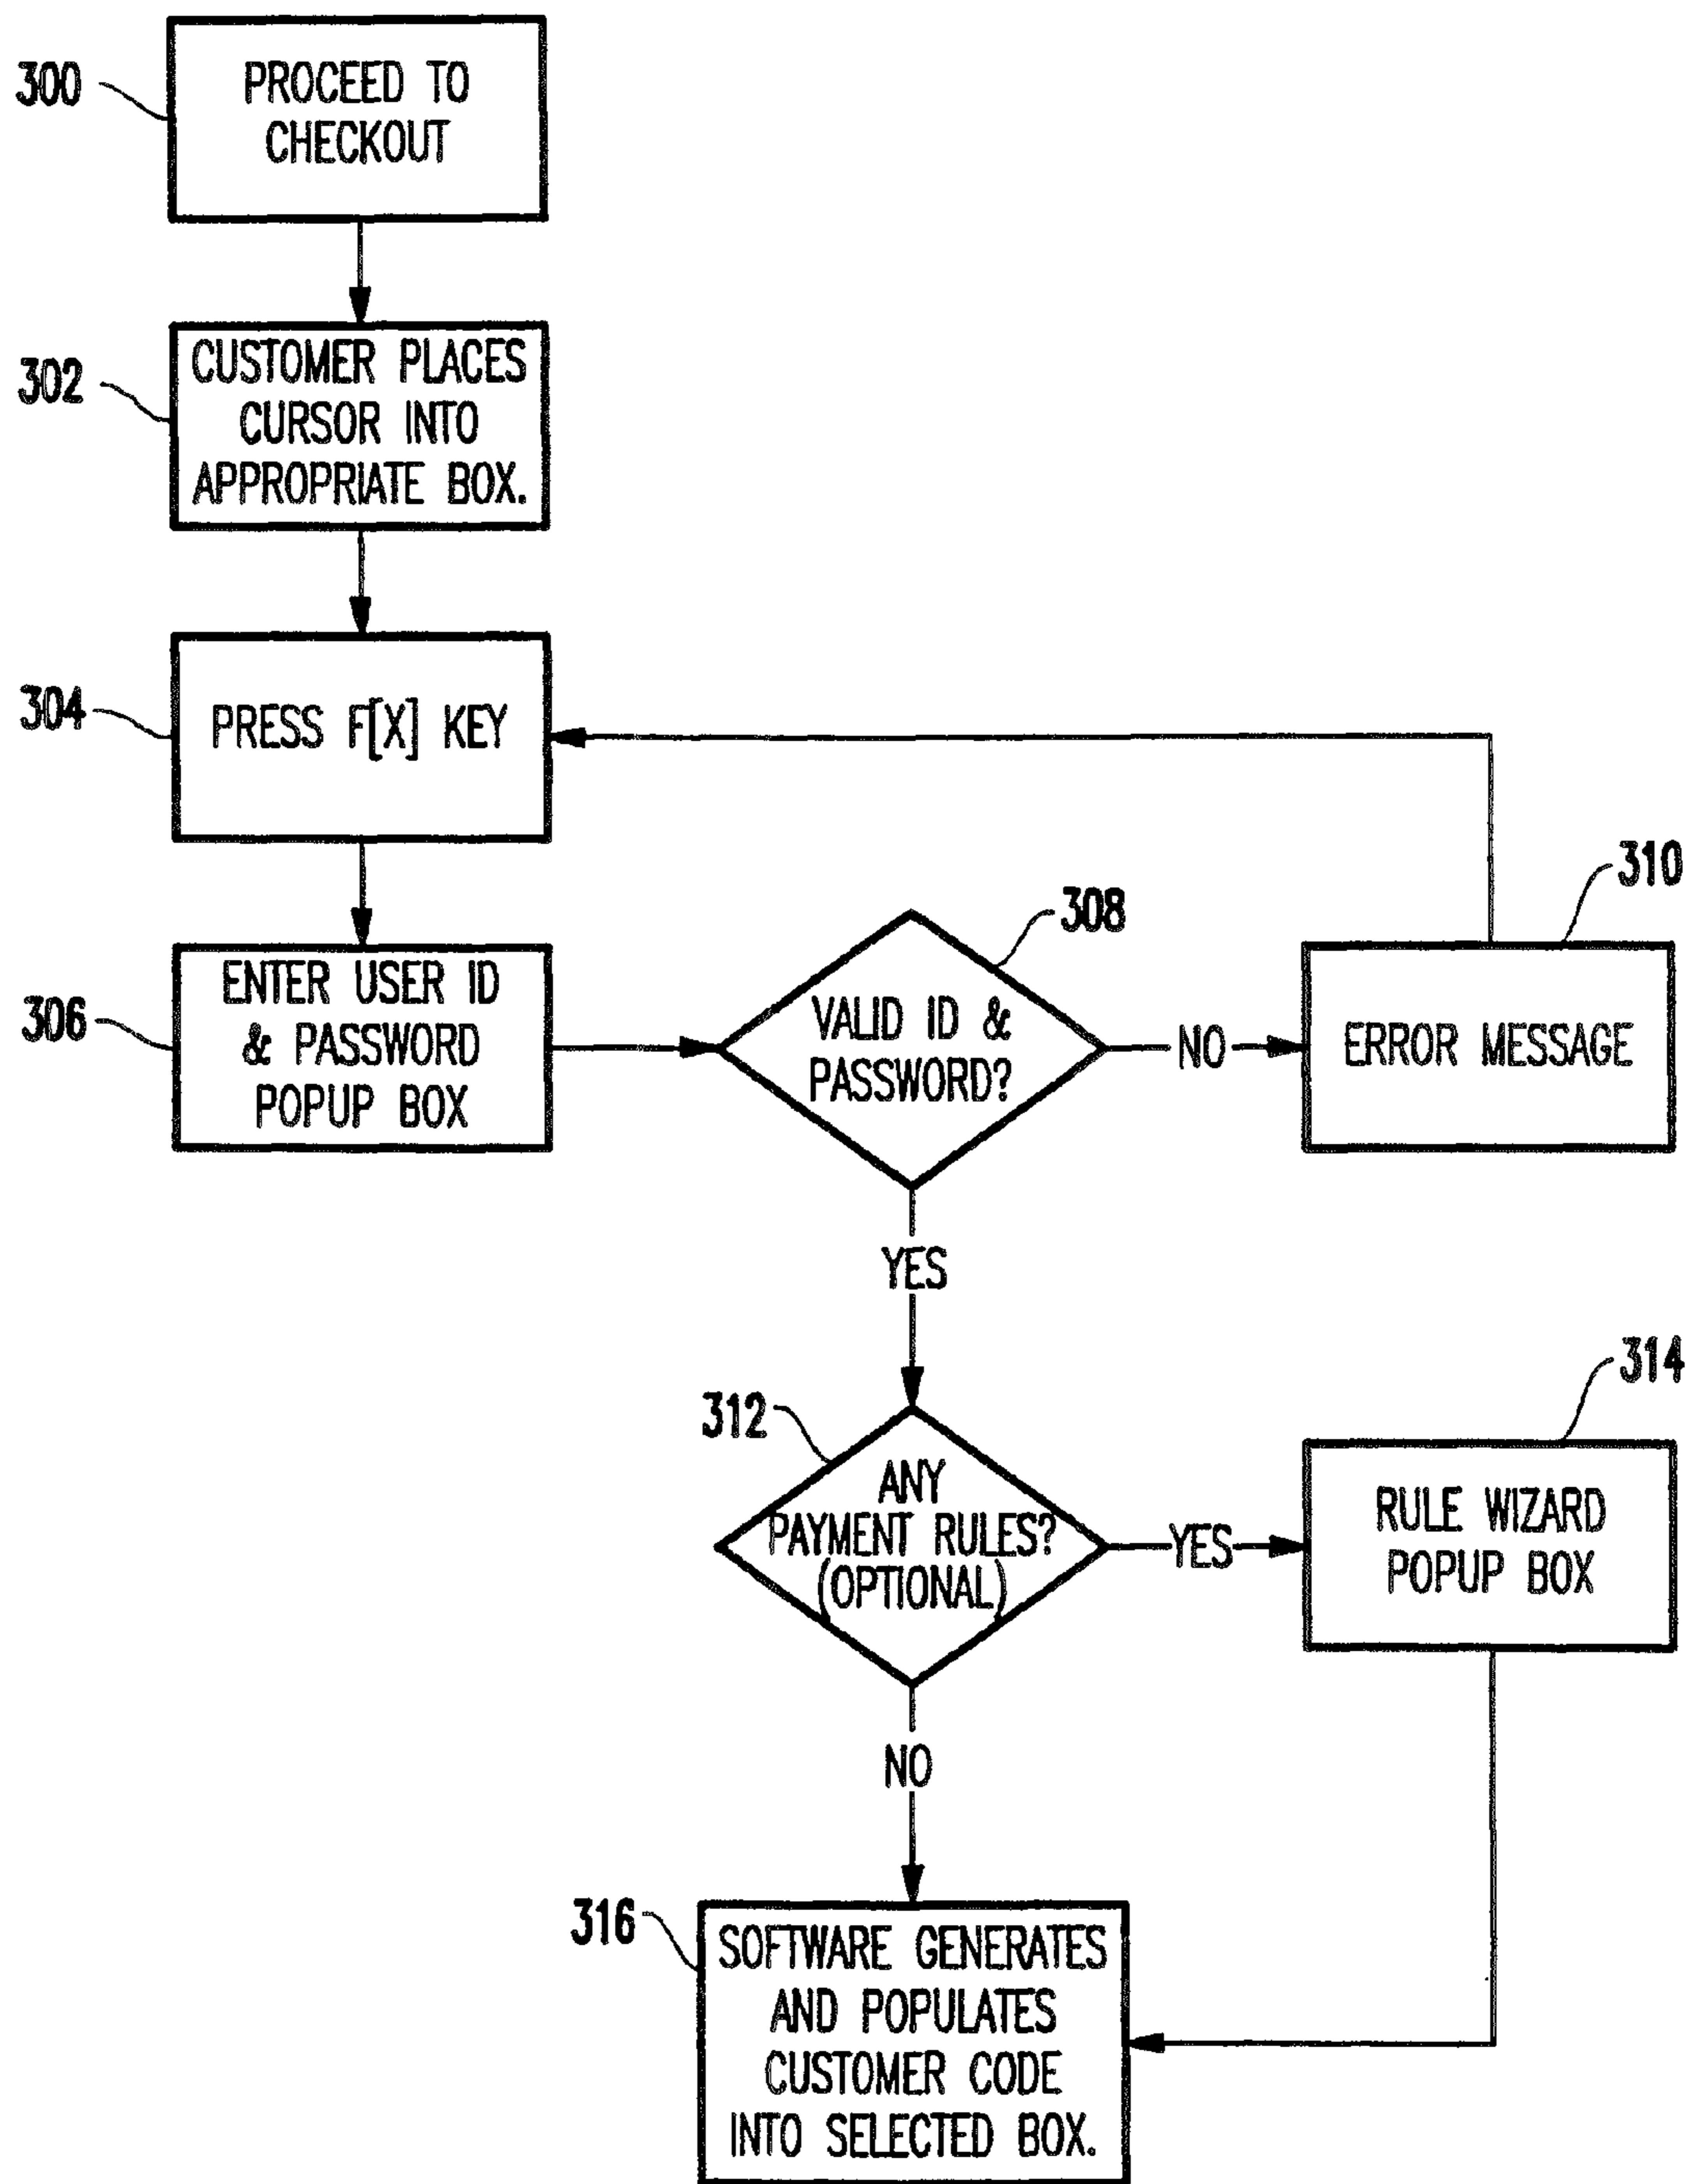 300
PROCEED TO
CHECKOUT
302
CUSTOMER PLACES
CURSOR INTO
APPROPRIATE BOX.
304
PRESS F[X] KEY
306
ENTER USER ID
& PASSWORD
POPUP BOX
308
VALID ID &
PASSWORD?
NO
310
ERROR MESSAGE
YES
312
ANY
PAYMENT RULES?
(OPTIONAL)
YES
314
RULE WIZARD
POPUP BOX
NO
316
SOFTWARE GENERATES
AND POPULATES
CUSTOMER CODE
INTO SELECTED BOX.